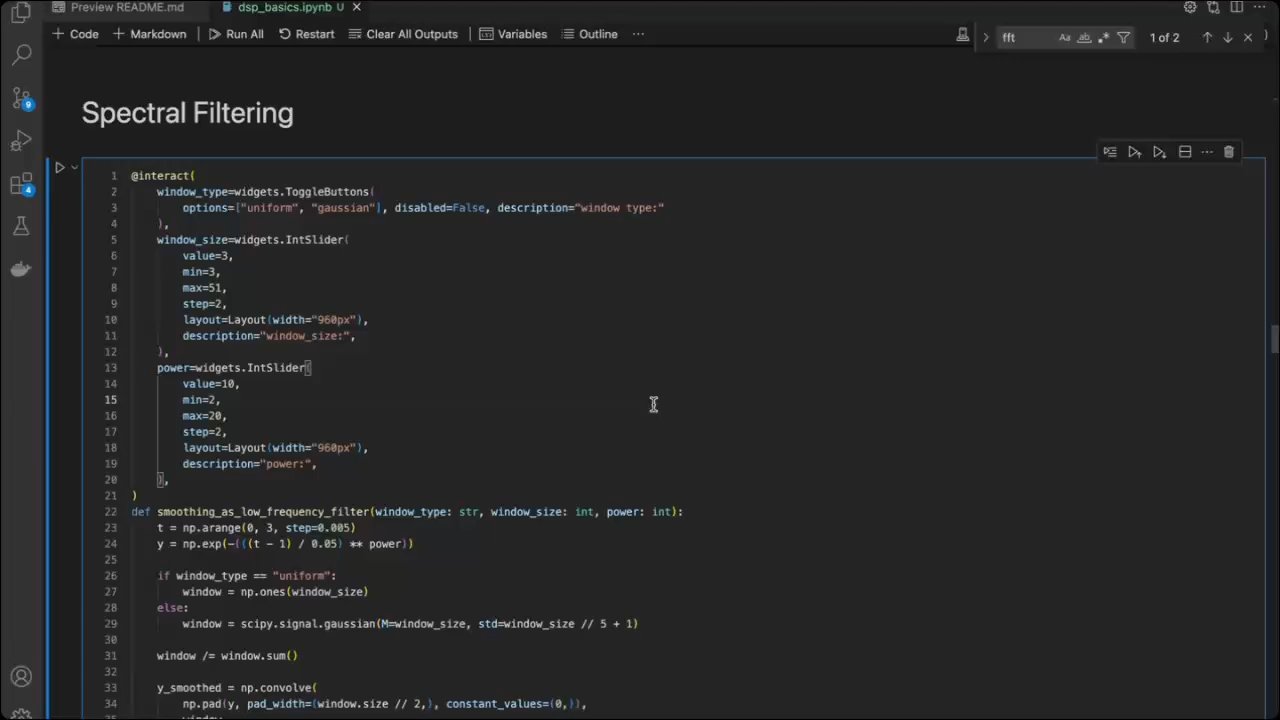 Preview README.md
dsp_basics.ipynb U
Code
Markdown
Run All
Restart
Clear All Outputs
Variables
Outline
fft
Aa
ab
1 of 2
9
4
Spectral Filtering
1 @interact(
2 window_type=widgets.ToggleButtons(
3 options=["uniform", "gaussian"], disabled=False, description="window type:"
4 ),
5 window_size=widgets.IntSlider(
6 value=3,
7 min=3,
8 max=51,
9 step=2,
10 layout=Layout(width="960px"),
11 description="window_size:",
12 ),
13 power=widgets.IntSlider(
14 value=10,
15 min=2,
16 max=20,
17 step=2,
18 layout=Layout(width="960px"),
19 description="power:",
20 ),
21 )
22 def smoothing_as_low_frequency_filter(window_type: str, window_size: int, power: int):
23 t = np.arange(0, 3, step=0.005)
24 y = np.exp(-(((t - 1) / 0.05) ** power))
25
26 if window_type == "uniform":
27 window = np.ones(window_size)
28 else:
29 window = scipy.signal.gaussian(M=window_size, std=window_size // 5 + 1)
30
31 window /= window.sum()
32
33 y_smoothed = np.convolve(
34 np.pad(y, pad_width=(window.size // 2,), constant_values=(0,)),